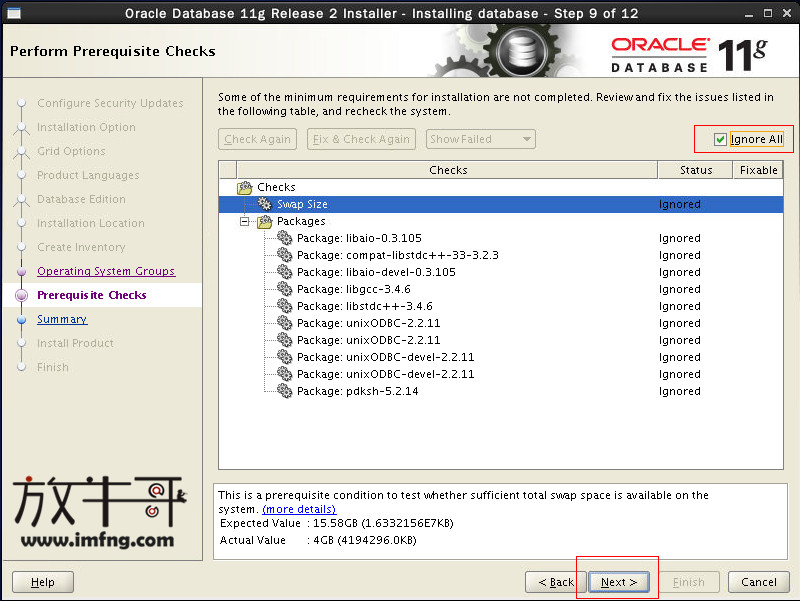 Oracle Database 11g Release 2 Installer - Installing database - Step 9 of 12
Perform Prerequisite Checks
ORACLE 11g
DATABASE
Configure Security Updates
Installation Option
Grid Options
Product Languages
Database Edition
Installation Location
Create Inventory
Operating System Groups
Prerequisite Checks
Summary
Install Product
Finish
Some of the minimum requirements for installation are not completed. Review and fix the issues listed in
the following table, and recheck the system.
Check Again Fix & Check Again Show Failed Ignore All
Checks Status Fixable
Checks
Swap Size Ignored
Packages
Package: libaio-0.3.105 Ignored
Package: compat-libstdc++-33-3.2.3 Ignored
Package: libaio-devel-0.3.105 Ignored
Package: libgcc-3.4.6 Ignored
Package: libstdc++-3.4.6 Ignored
Package: unixODBC-2.2.11 Ignored
Package: unixODBC-2.2.11 Ignored
Package: unixODBC-devel-2.2.11 Ignored
Package: unixODBC-devel-2.2.11 Ignored
Package: pdksh-5.2.14 Ignored
This is a prerequisite condition to test whether sufficient total swap space is available on the
system. (more details)
Expected Value : 15.58GB (1.6332156E7KB)
Actual Value : 4GB (4194296.0KB)
放牛哥
www.imfng.com
Help < Back Next > Finish Cancel